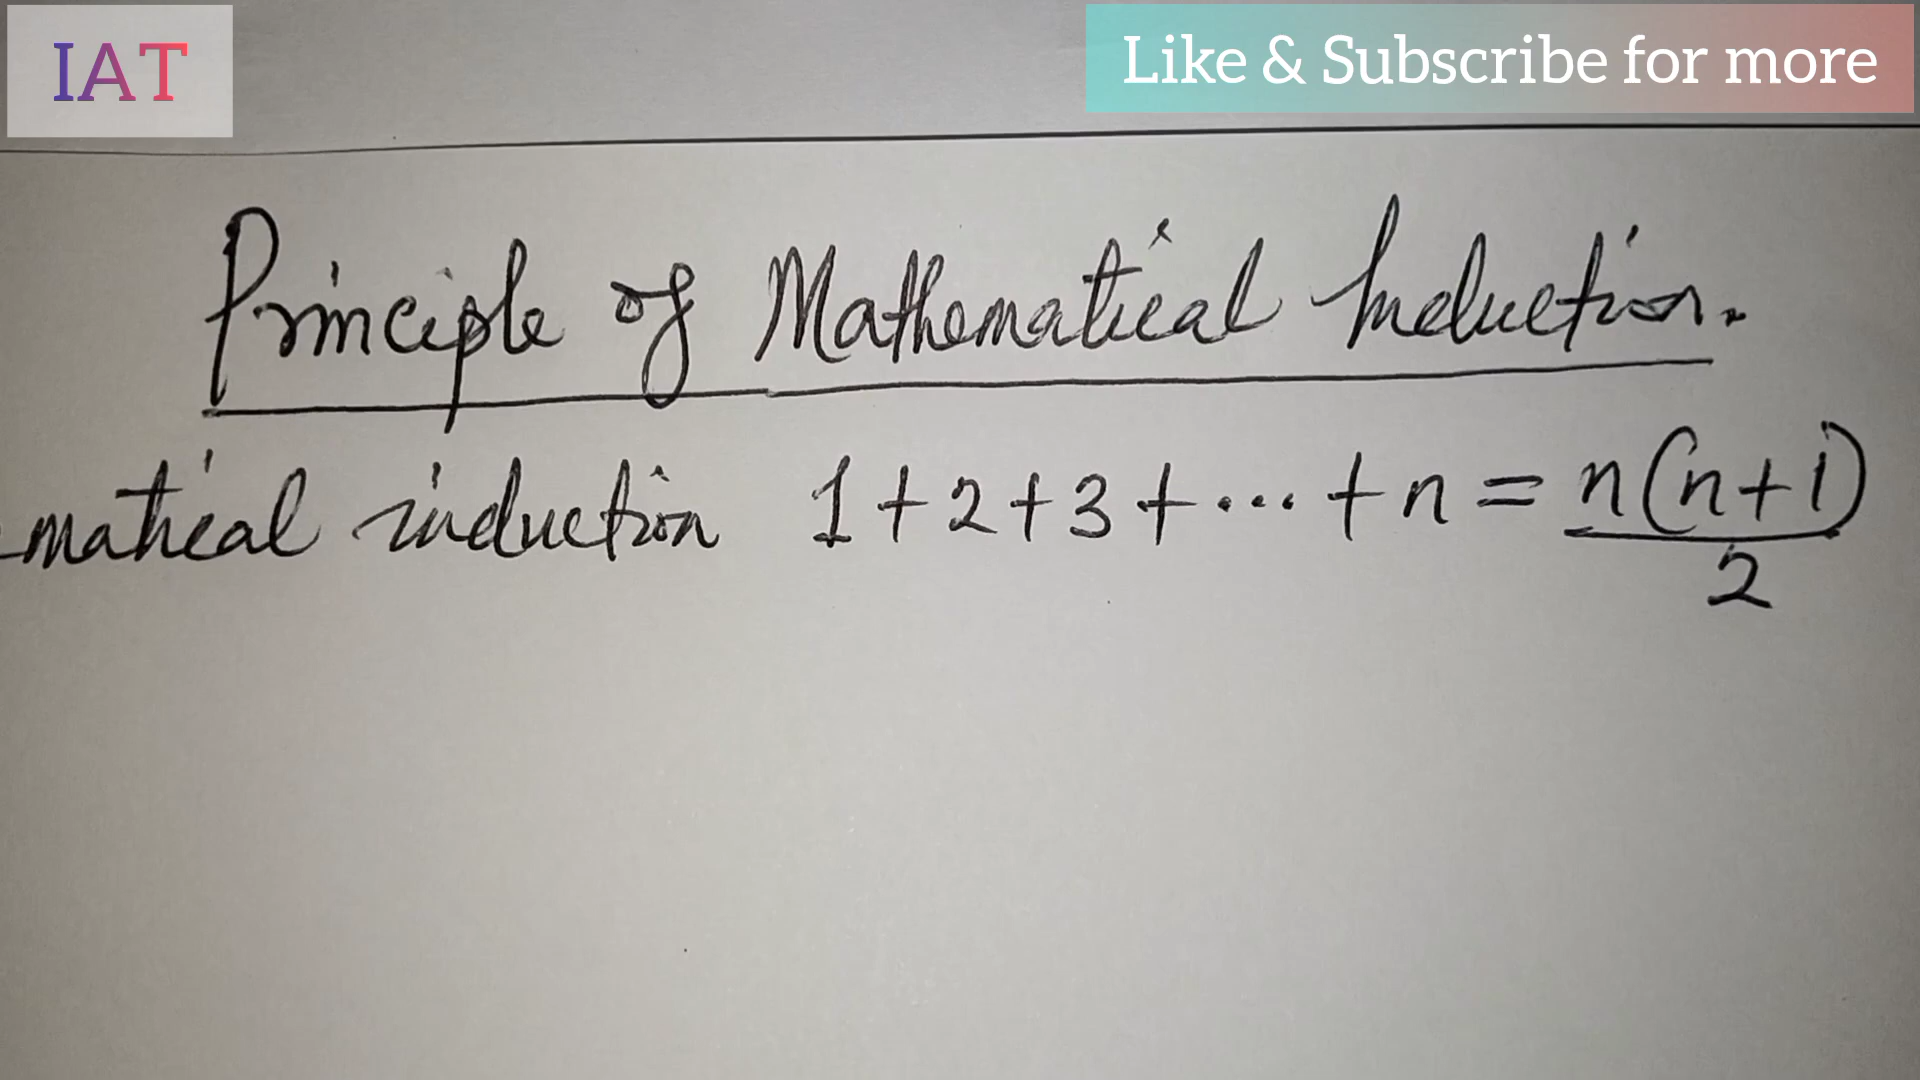 IAT
Like & Subscribe for more
Principle of Mathematical Induction.
-matical induction 1+2+3+...+n = n(n+1)
2